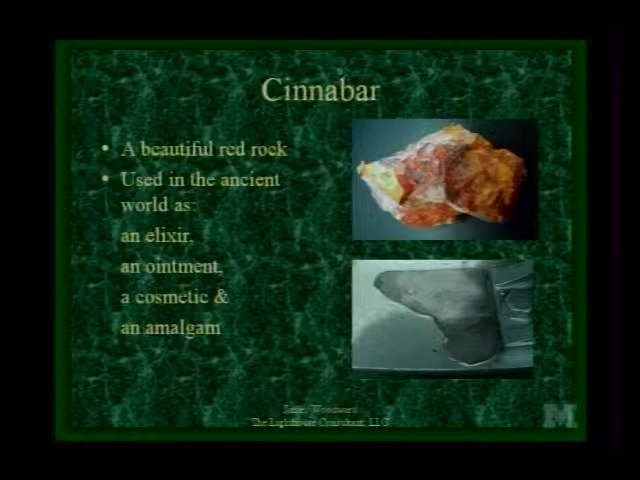 Cinnabar
• A beautiful red rock
• Used in the ancient
world as:
an elixir,
an ointment,
a cosmetic &
an amalgam
Woodward
The Lighthouse Consultant, LLC
M